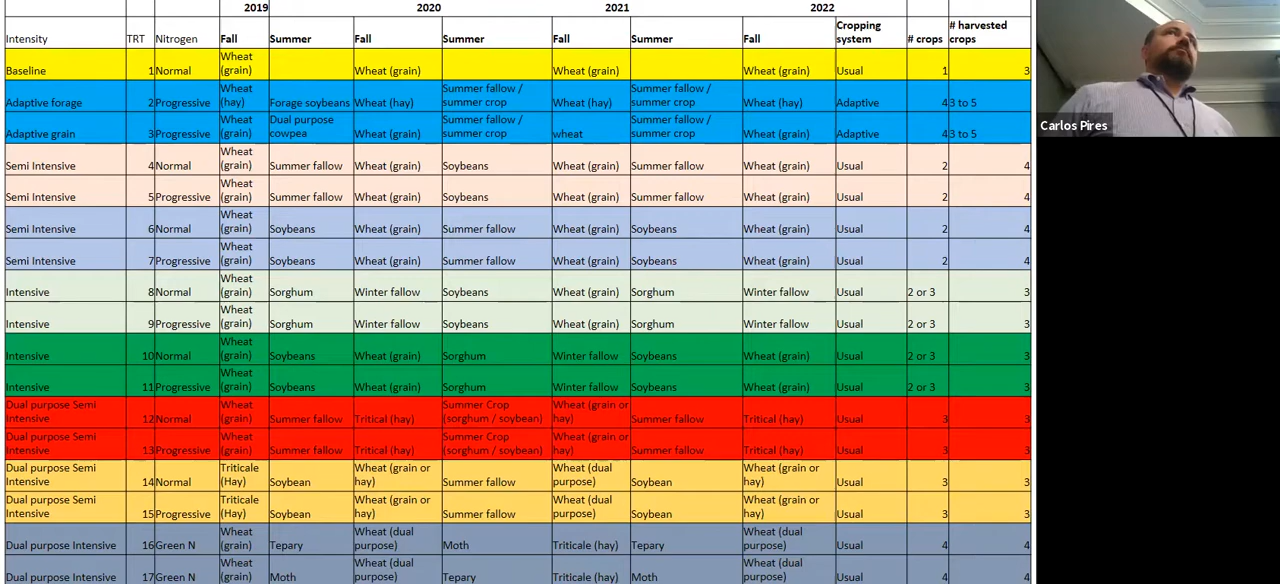 2019 2020 2021 2022
Intensity TRT Nitrogen Fall Summer Fall Summer Fall Summer Fall Cropping system # crops # harvested crops
Baseline 1 Normal Wheat (grain) Wheat (grain) Wheat (grain) Wheat (grain) Usual 1 3
Adaptive forage 2 Progressive Wheat (hay) Forage soybeans Wheat (hay) Summer fallow / summer crop Wheat (hay) Summer fallow / summer crop Wheat (hay) Adaptive 4 3 to 5
Adaptive grain 3 Progressive Wheat (grain) Dual purpose cowpea Wheat (grain) Summer fallow / summer crop wheat Summer fallow / summer crop Wheat (grain) Adaptive 4 3 to 5
Semi Intensive 4 Normal Wheat (grain) Summer fallow Wheat (grain) Soybeans Wheat (grain) Summer fallow Wheat (grain) Usual 2 4
Semi Intensive 5 Progressive Wheat (grain) Summer fallow Wheat (grain) Soybeans Wheat (grain) Summer fallow Wheat (grain) Usual 2 4
Semi Intensive 6 Normal Wheat (grain) Soybeans Wheat (grain) Summer fallow Wheat (grain) Soybeans Wheat (grain) Usual 2 4
Semi Intensive 7 Progressive Wheat (grain) Soybeans Wheat (grain) Summer fallow Wheat (grain) Soybeans Wheat (grain) Usual 2 4
Intensive 8 Normal Wheat (grain) Sorghum Winter fallow Soybeans Wheat (grain) Sorghum Winter fallow Usual 2 or 3 3
Intensive 9 Progressive Wheat (grain) Sorghum Winter fallow Soybeans Wheat (grain) Sorghum Winter fallow Usual 2 or 3 3
Intensive 10 Normal Wheat (grain) Soybeans Wheat (grain) Sorghum Winter fallow Soybeans Wheat (grain) Usual 2 or 3 3
Intensive 11 Progressive Wheat (grain) Soybeans Wheat (grain) Sorghum Winter fallow Soybeans Wheat (grain) Usual 2 or 3 3
Dual purpose Semi Intensive 12 Normal Wheat (grain) Summer fallow Tritical (hay) Summer Crop (sorghum / soybean) Wheat (grain or hay) Summer fallow Tritical (hay) Usual 3 3
Dual purpose Semi Intensive 13 Progressive Wheat (grain) Summer fallow Tritical (hay) Summer Crop (sorghum / soybean) Wheat (grain or hay) Summer fallow Tritical (hay) Usual 3 3
Dual purpose Semi Intensive 14 Normal Triticale (Hay) Soybean Wheat (grain or hay) Summer fallow Wheat (dual purpose) Soybean Wheat (grain or hay) Usual 3 3
Dual purpose Semi Intensive 15 Progressive Triticale (Hay) Soybean Wheat (grain or hay) Summer fallow Wheat (dual purpose) Soybean Wheat (grain or hay) Usual 3 3
Dual purpose Intensive 16 Green N Wheat (grain) Tepary Wheat (dual purpose) Moth Triticale (hay) Tepary Wheat (dual purpose) Usual 4 4
Dual purpose Intensive 17 Green N Wheat (grain) Moth Wheat (dual purpose) Tepary Triticale (hay) Moth Wheat (dual purpose) Usual 4 4
Carlos Pires